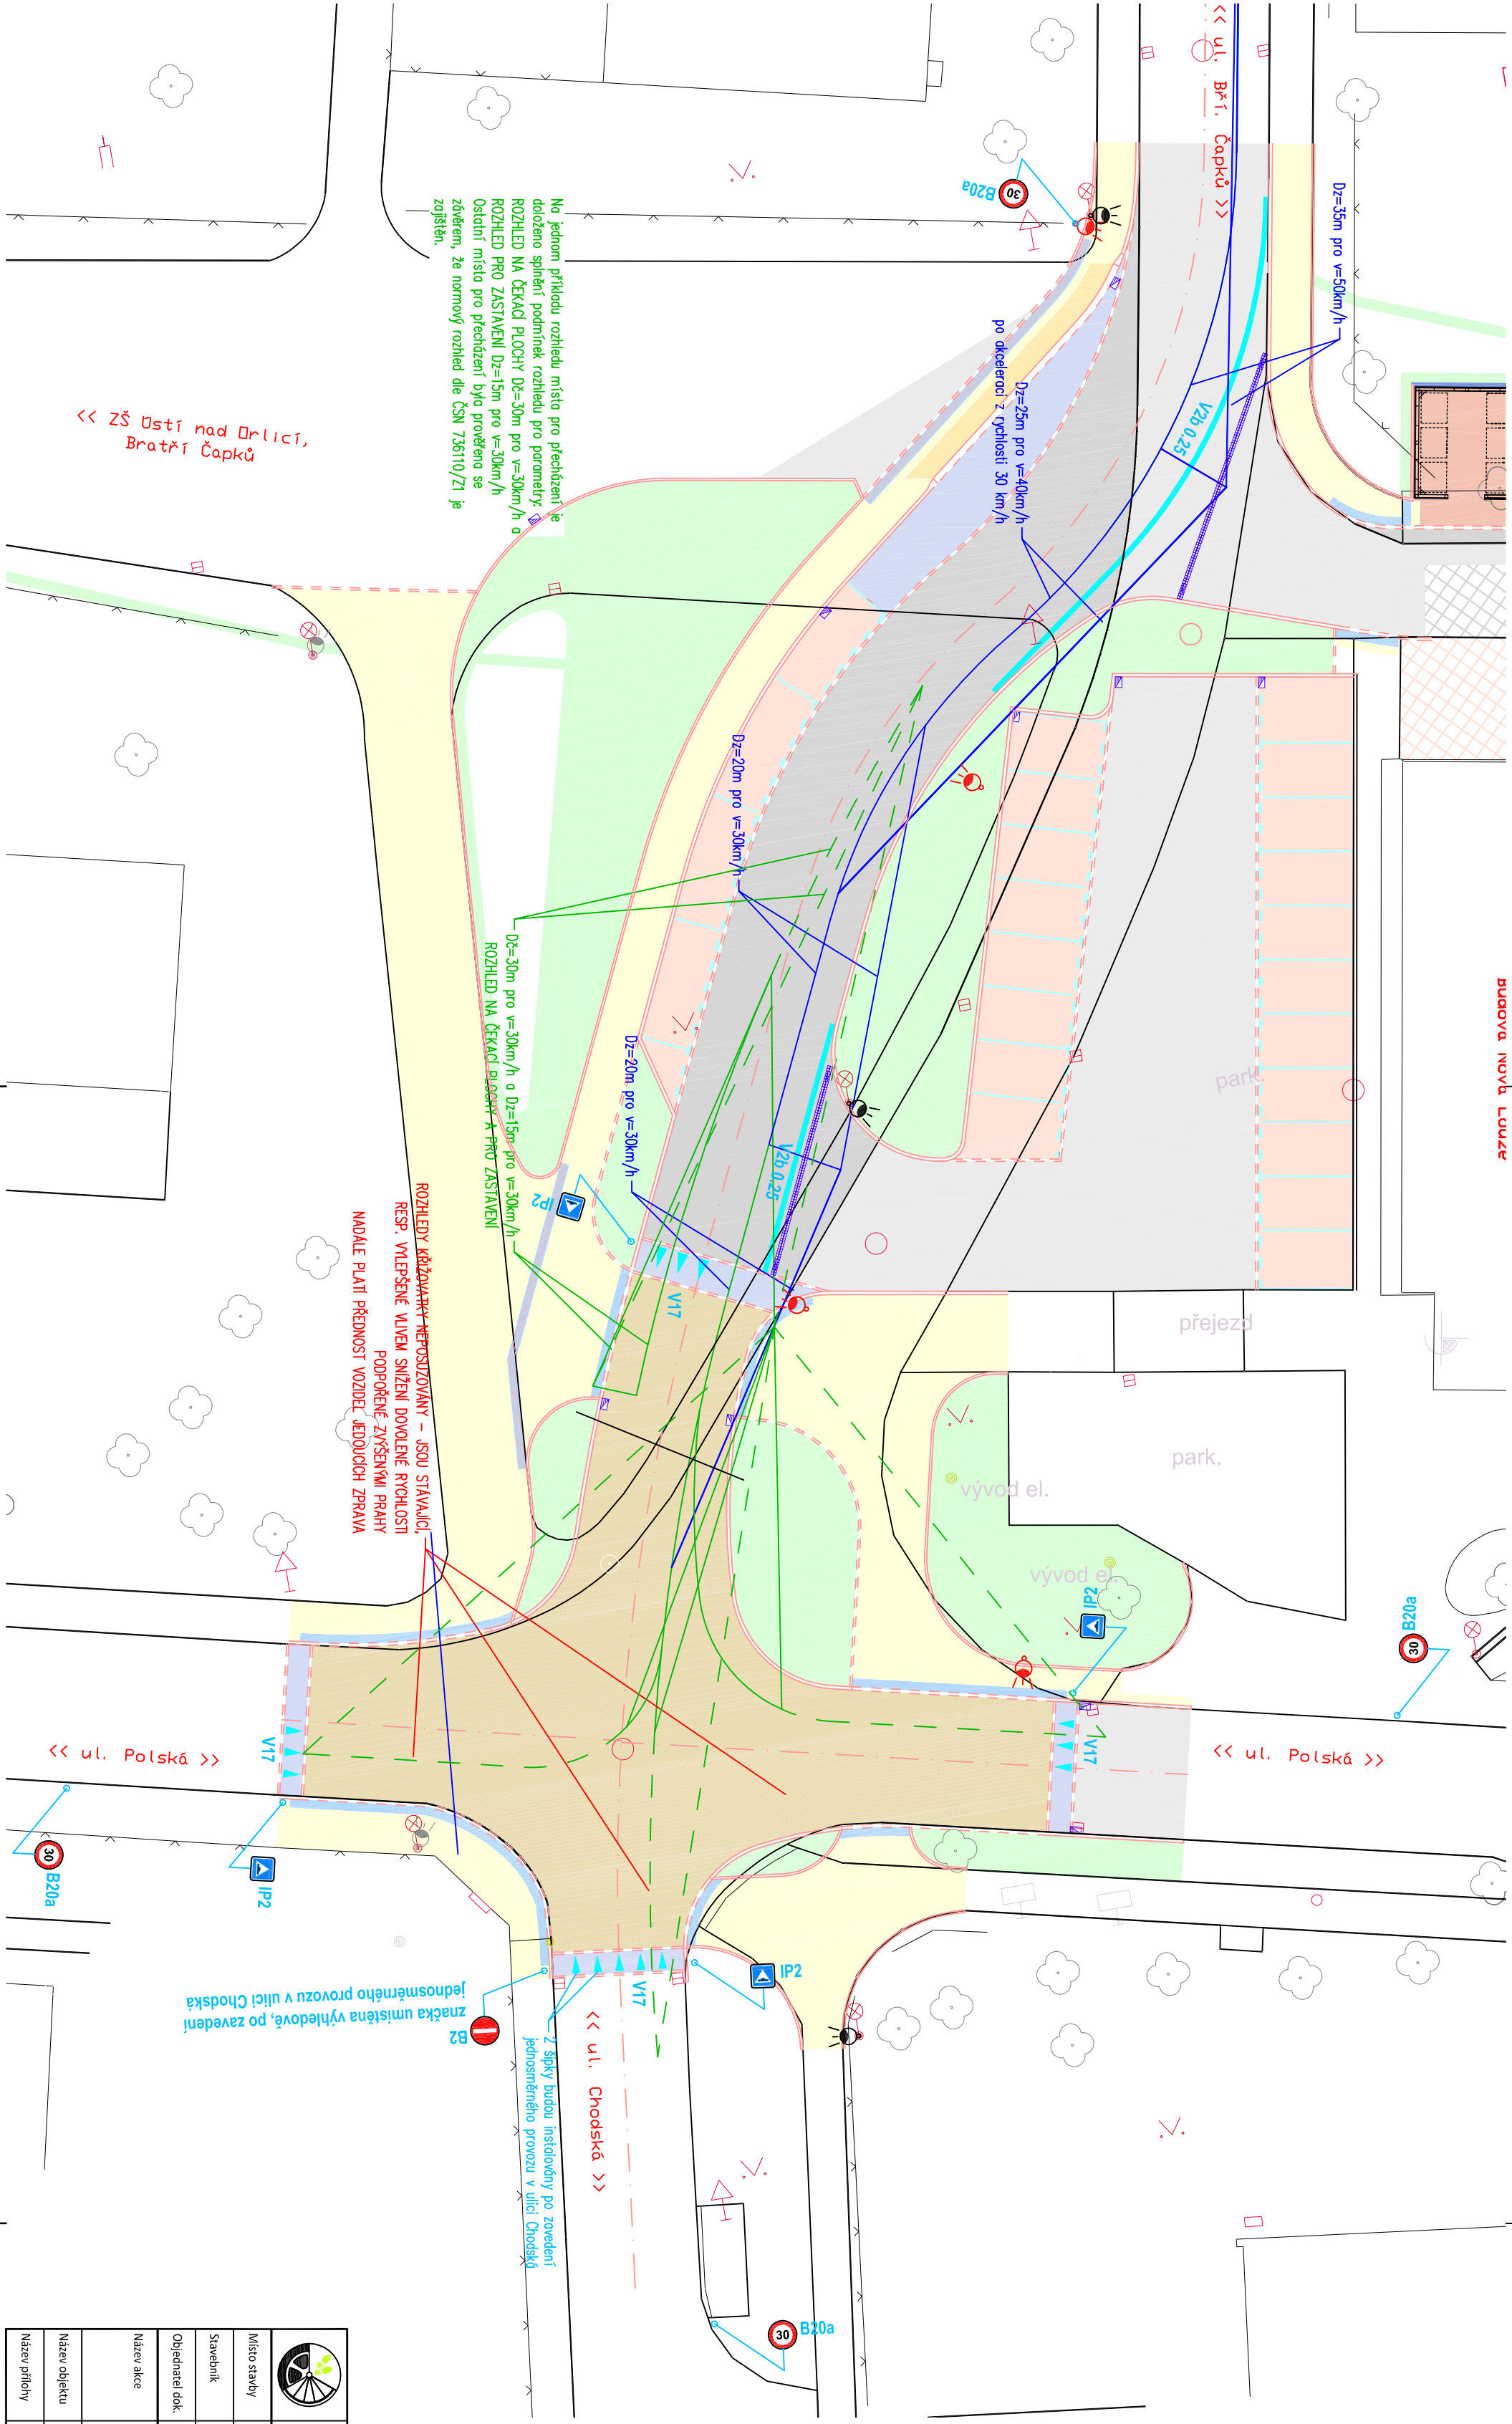 << ul. Bří. Čapků >>
Dz=35m pro v=50km/h
B20a
30
V2b 0,25
Dz=25m pro v=40km/h
po akceleraci z rychlosti 30 km/h
Na jednom příkladu rozhledu místa pro přecházení je
doloženo splnění podmínek rozhledu pro parametry:
ROZHLED NA ČEKACÍ PLOCHY Dč=30m pro v=30km/h a
ROZHLED PRO ZASTAVENÍ Dz=15m pro v=30km/h
Ostatní místa pro přecházení byla prověřena se
závěrem, že normový rozhled dle ČSN 736110/Z1 je
zajištěn.
<< ZŠ Ústí nad Orlicí,
Bratří Čapků
Dz=20m pro v=30km/h
Dč=30m pro v=30km/h a Dz=15m pro v=30km/h
ROZHLED NA ČEKACÍ PLOCHY A PRO ZASTAVENÍ
Dz=20m pro v=30km/h
V2b 0,25
Budova Nová Louže
park.
IP2
V17
přejezd
park.
vývod el.
vývod el.
ROZHLEDY KŘIŽOVATKY NEPOSUZOVÁNY – JSOU STÁVAJÍCÍ,
RESP. VYLEPŠENÉ VLIVEM SNÍŽENÍ DOVOLENÉ RYCHLOSTI
PODPOŘENÉ ZVÝŠENÝMI PRAHY
NADÁLE PLATÍ PŘEDNOST VOZIDEL JEDOUCÍCH ZPRAVA
IP2
B20a
30
<< ul. Polská >>
V17
V17
<< ul. Polská >>
30
B20a
IP2
IP2
V17
značka umístěna výhledově, po zavedení
jednosměrného provozu v ulici Chodská
B2
2 šipky budou instalovány po zavedení
jednosměrného provozu v ulici Chodská
<< ul. Chodská >>
30
B20a
Místo stavby
Stavebník
Objednatel dok.
Název akce
Název objektu
Název přílohy